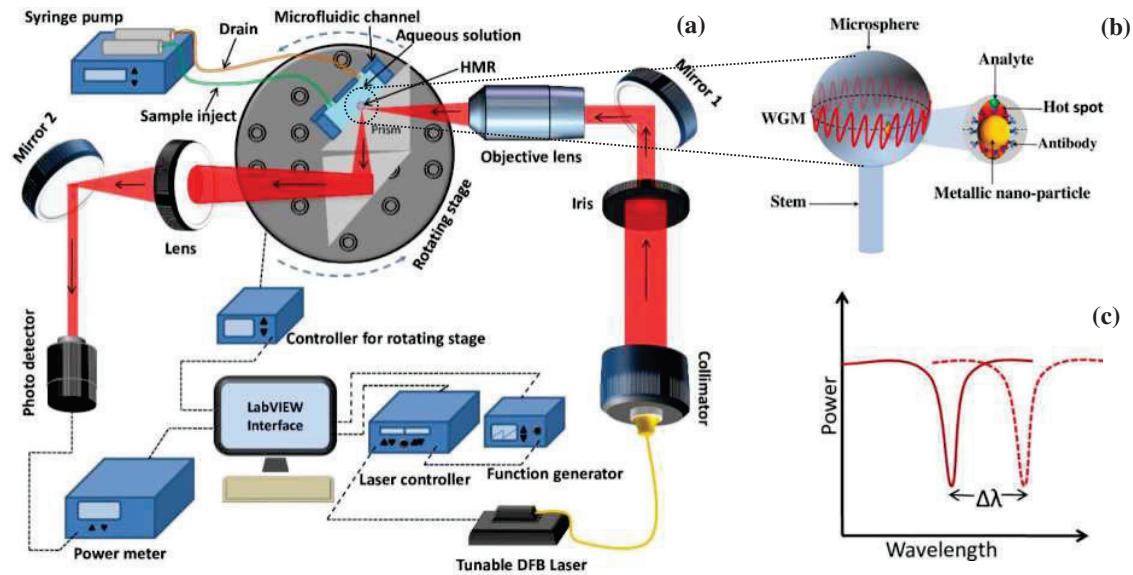 Syringe pump
Drain
Sample inject
Microfluidic channel
Aqueous solution
HMR
(a)
Prism
Objective lens
Mirror 1
Mirror 2
Lens
Rotating stage
Iris
Photo detector
Controller for rotating stage
Collimator
LabVIEW
Interface
Laser controller
Function generator
Power meter
Tunable DFB Laser
Microsphere
(b)
Analyte
Hot spot
WGM
Antibody
Metallic nano-particle
Stem
(c)
Power
Δλ
Wavelength